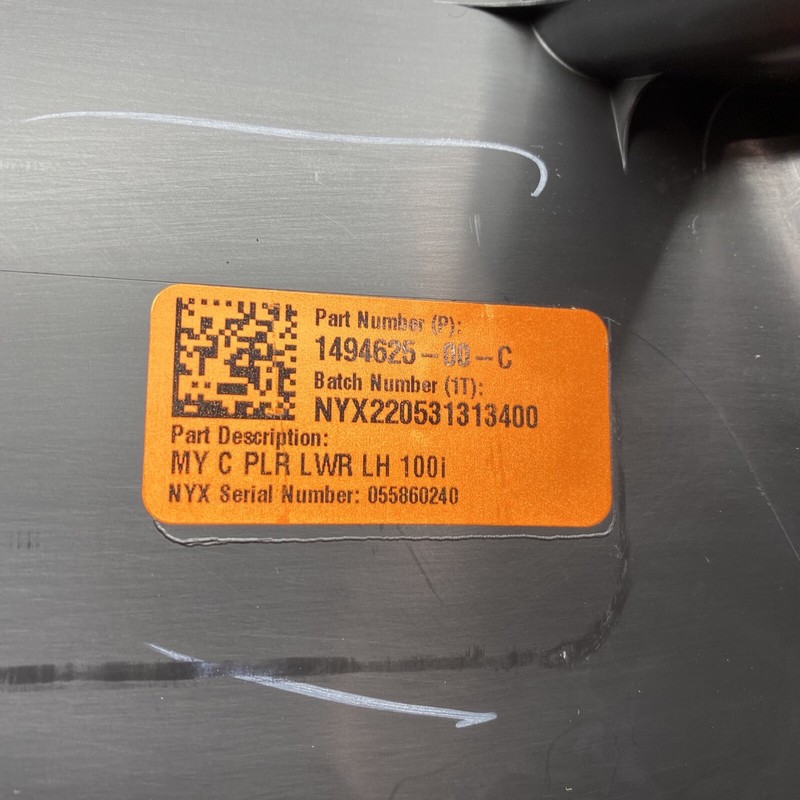 Part Number (P):
1494625-00-C
Batch Number (1T):
NYX220531313400
Part Description:
MY C PLR LWR LH 100i
NYX Serial Number: 055860240